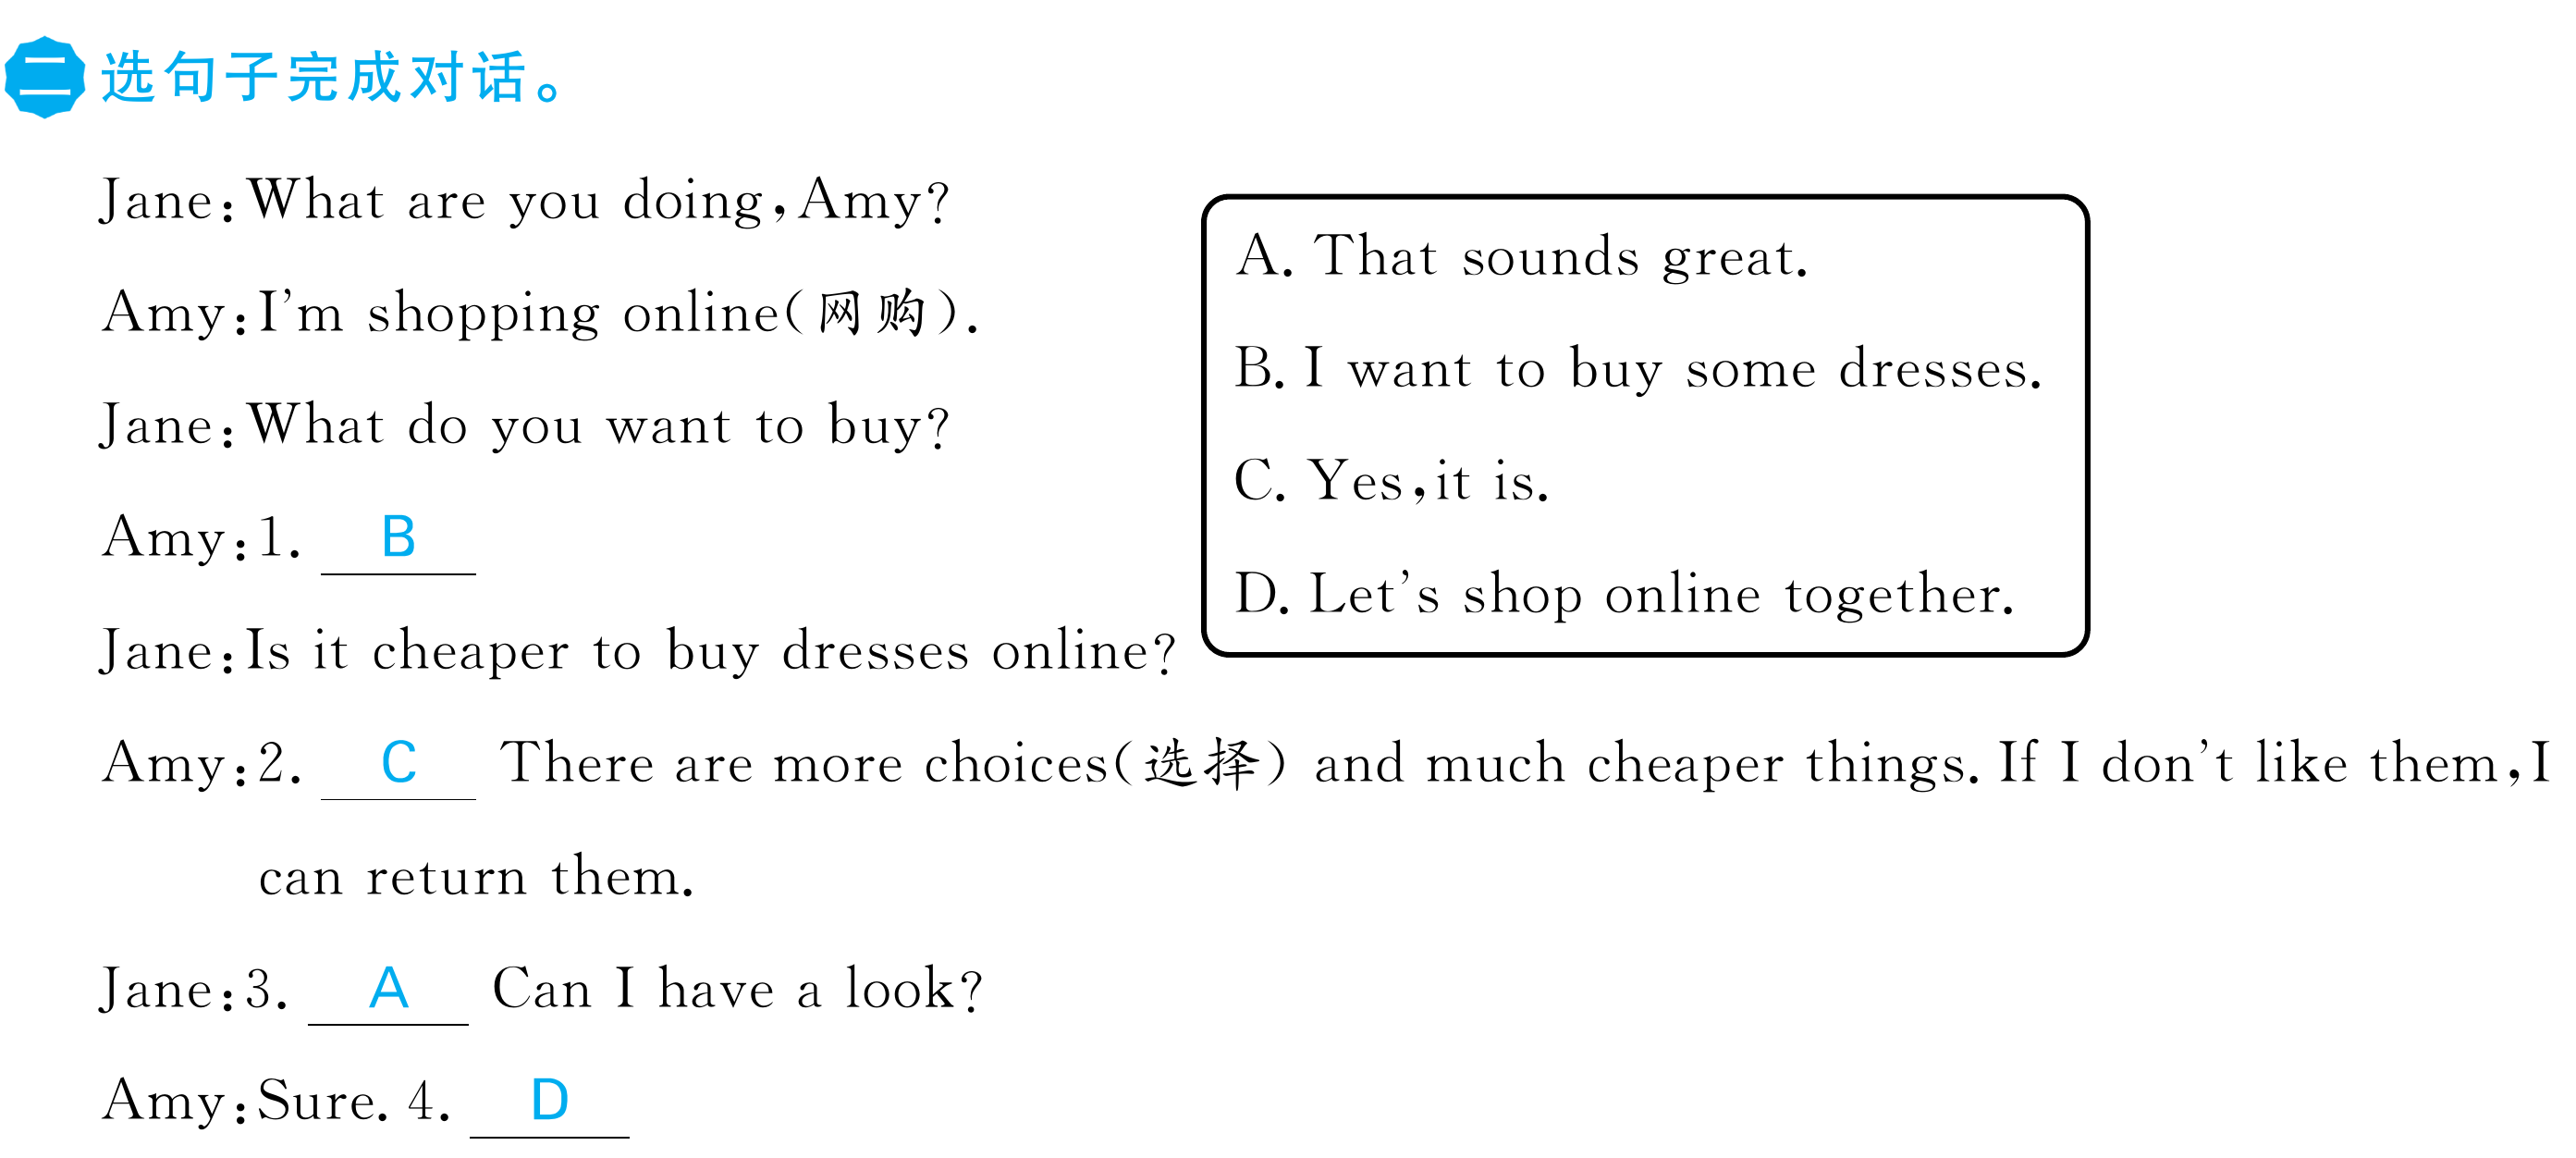 二 选句子完成对话。
Jane:What are you doing,Amy?
Amy:I'm shopping online(网购).
Jane:What do you want to buy?
Amy:1. B
Jane:Is it cheaper to buy dresses online?
A. That sounds great.
B. I want to buy some dresses.
C. Yes,it is.
D. Let's shop online together.
Amy:2. C There are more choices(选择) and much cheaper things. If I don't like them,I
can return them.
Jane:3. A Can I have a look?
Amy:Sure. 4. D